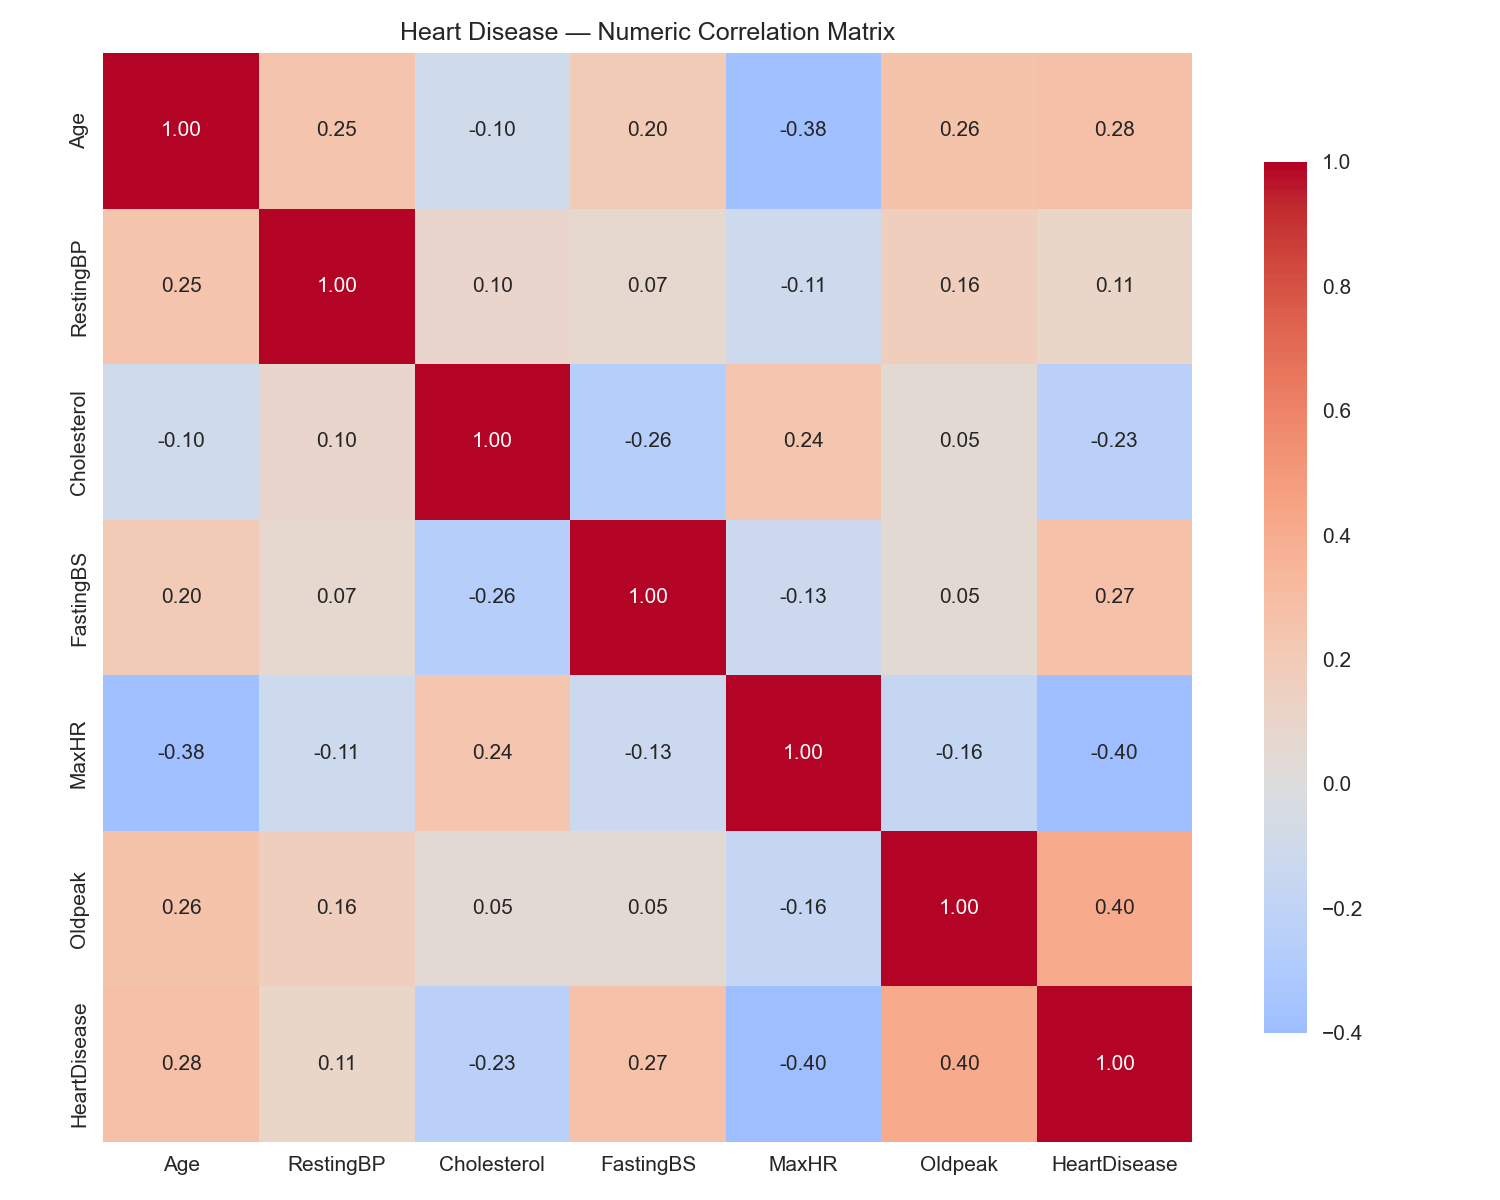 Heart Disease — Numeric Correlation Matrix
Age 1.00 0.25 -0.10 0.20 -0.38 0.26 0.28
RestingBP 0.25 1.00 0.10 0.07 -0.11 0.16 0.11
Cholesterol -0.10 0.10 1.00 -0.26 0.24 0.05 -0.23
FastingBS 0.20 0.07 -0.26 1.00 -0.13 0.05 0.27
MaxHR -0.38 -0.11 0.24 -0.13 1.00 -0.16 -0.40
Oldpeak 0.26 0.16 0.05 0.05 -0.16 1.00 0.40
HeartDisease 0.28 0.11 -0.23 0.27 -0.40 0.40 1.00
Age RestingBP Cholesterol FastingBS MaxHR Oldpeak HeartDisease
1.0
0.8
0.6
0.4
0.2
0.0
−0.2
−0.4